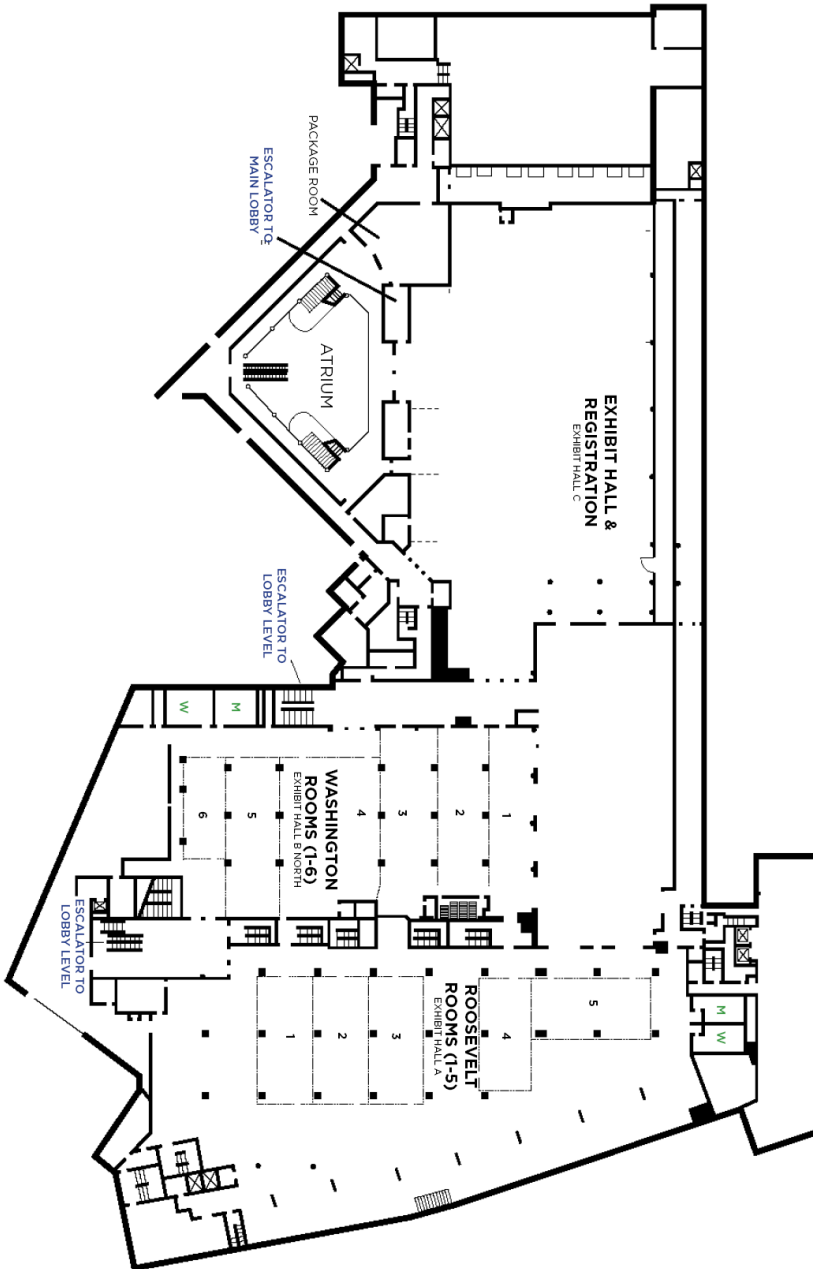 PACKAGE ROOM
ESCALATOR TO
MAIN LOBBY
ATRIUM
EXHIBIT HALL &
REGISTRATION
EXHIBIT HALL C
ESCALATOR TO
LOBBY LEVEL
W
M
WASHINGTON
ROOMS (1-6)
EXHIBIT HALL B NORTH
6
5
4
3
2
1
ESCALATOR TO
LOBBY LEVEL
ROOSEVELT
ROOMS (1-5)
EXHIBIT HALL A
1
2
3
4
5
M
W